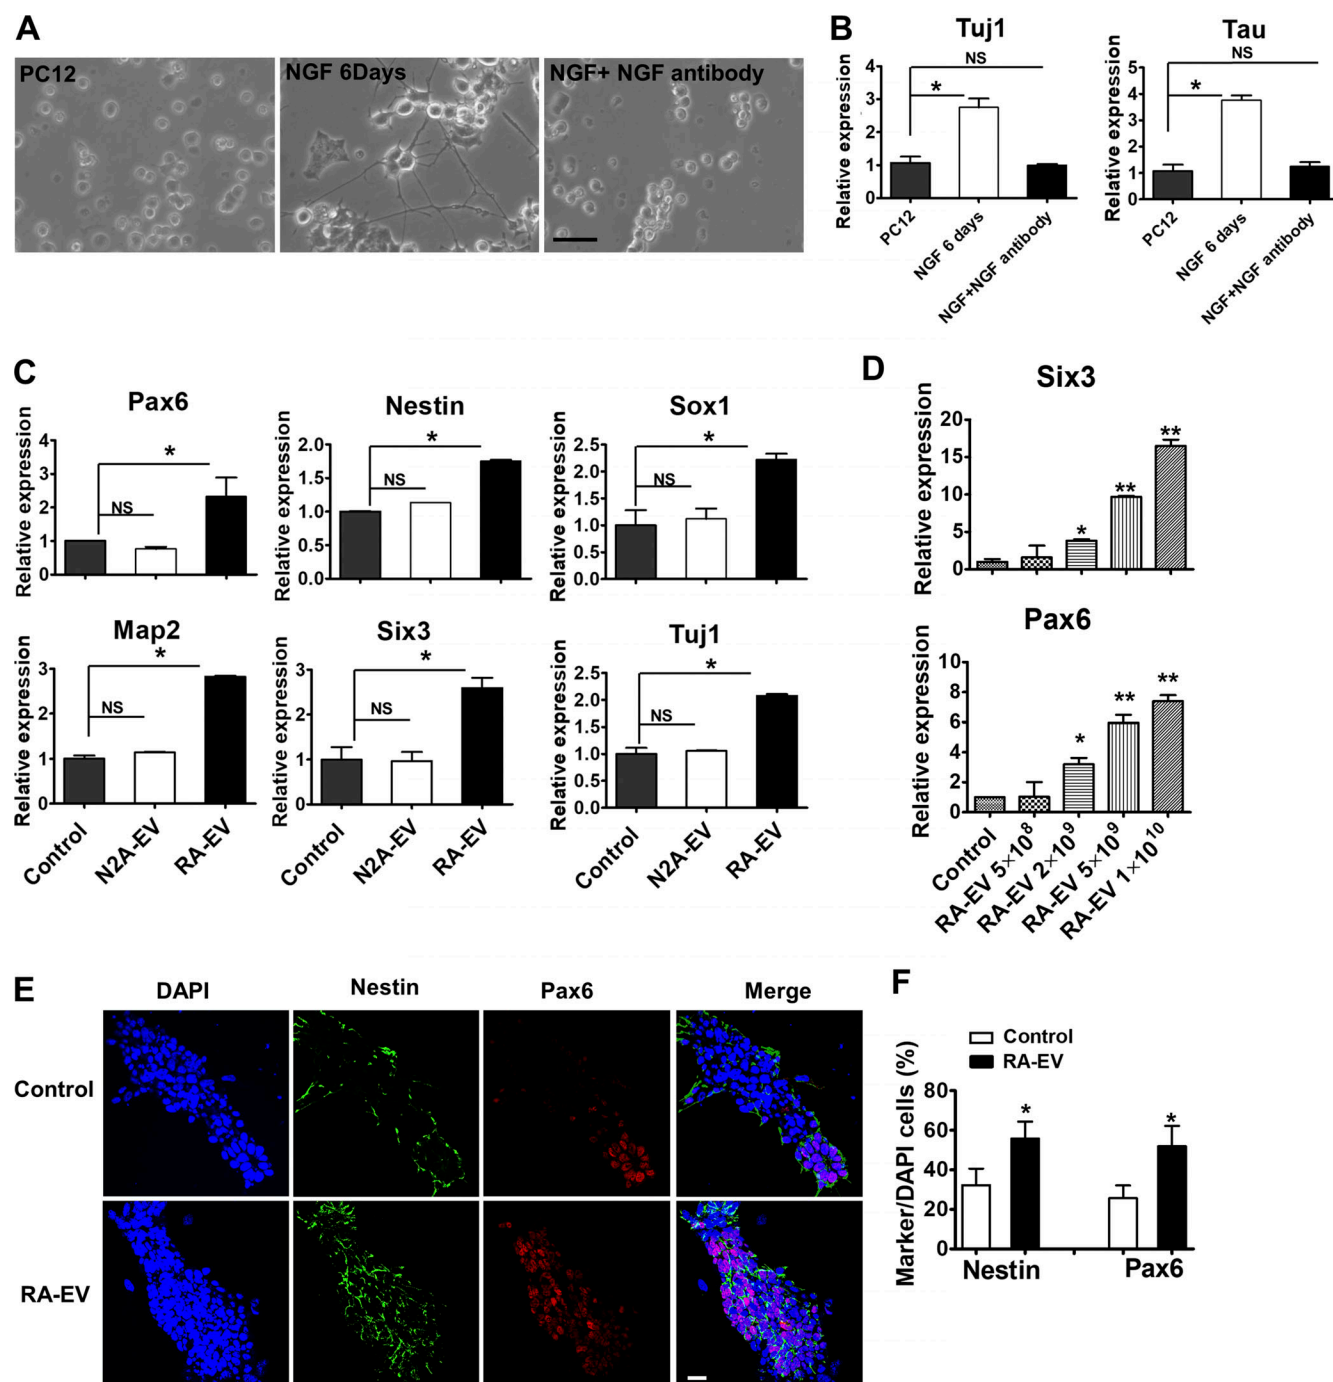 A
PC12
NGF 6Days
NGF+ NGF antibody
B
Tuj1
Relative expression
4
3
2
1
0
*
NS
PC12
NGF 6 days
NGF+NGF antibody
Tau
Relative expression
5
4
3
2
1
0
*
NS
PC12
NGF 6 days
NGF+NGF antibody
C
Pax6
Relative expression
4
3
2
1
0
NS
*
Nestin
Relative expression
2.0
1.5
1.0
0.5
0.0
NS
*
Sox1
Relative expression
2.5
2.0
1.5
1.0
0.5
0.0
NS
*
Map2
Relative expression
3
2
1
0
NS
*
Control
N2A-EV
RA-EV
Six3
Relative expression
3
2
1
0
NS
*
Control
N2A-EV
RA-EV
Tuj1
Relative expression
2.5
2.0
1.5
1.0
0.5
0.0
NS
*
Control
N2A-EV
RA-EV
D
Six3
Relative expression
20
15
10
5
0
*
**
**
Pax6
Relative expression
10
8
6
4
2
0
*
**
**
Control
RA-EV 5×10⁸
RA-EV 2×10⁹
RA-EV 5×10⁹
RA-EV 1×10¹⁰
E
DAPI
Nestin
Pax6
Merge
Control
RA-EV
F
Control
RA-EV
Marker/DAPI cells (%)
80
60
40
20
0
*
*
Nestin
Pax6